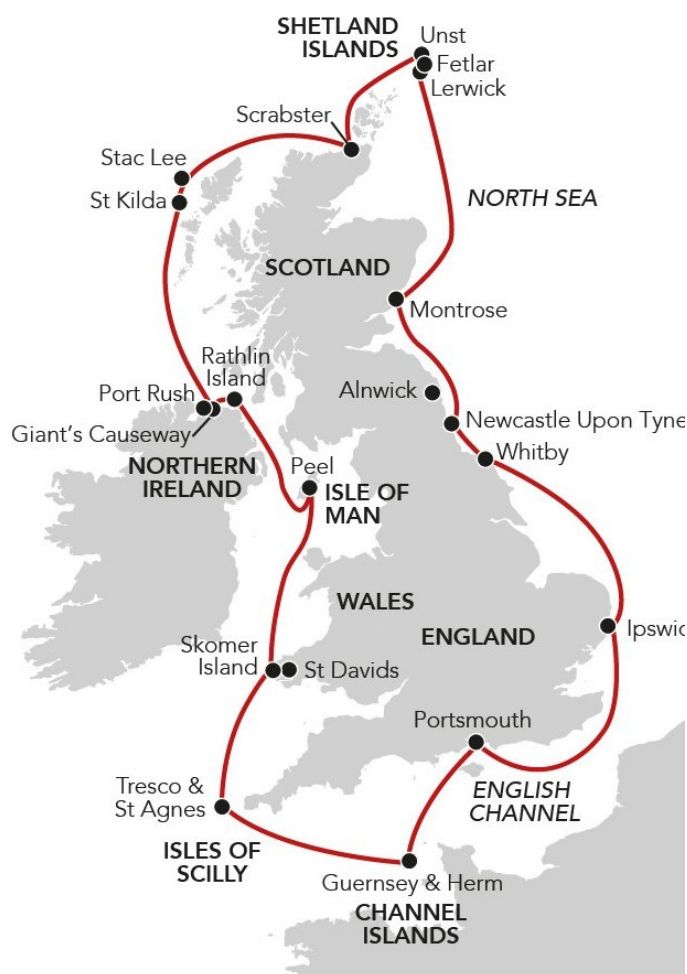 SHETLAND
ISLANDS
Unst
Fetlar
Lerwick
Scrabster
Stac Lee
St Kilda
NORTH SEA
SCOTLAND
Montrose
Rathlin
Island
Port Rush
Alnwick
Giant's Causeway
Newcastle Upon Tyne
NORTHERN
IRELAND
Whitby
Peel
ISLE OF
MAN
WALES
ENGLAND
Ipswic
Skomer
Island
St Davids
Portsmouth
Tresco &
St Agnes
ENGLISH
CHANNEL
ISLES OF
SCILLY
Guernsey & Herm
CHANNEL
ISLANDS